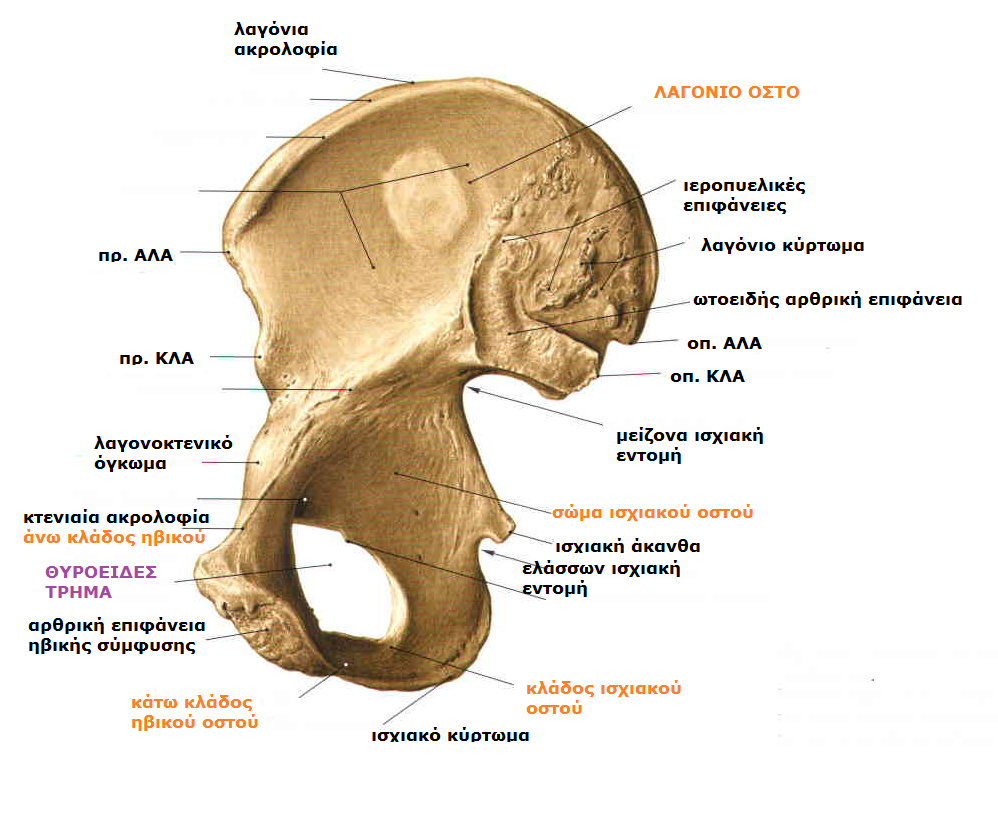 λαγόνια
ακρολοφία
ΛΑΓΟΝΙΟ ΟΣΤΟ
ιεροπυελικές
επιφάνειες
λαγόνιο κύρτωμα
πρ. ΑΛΑ
ωτοειδής αρθρική επιφάνεια
οπ. ΑΛΑ
πρ. ΚΛΑ
οπ. ΚΛΑ
μείζονα ισχιακή
εντομή
λαγονοκτενικό
όγκωμα
σώμα ισχιακού οστού
κτενιαία ακρολοφία
άνω κλάδος ηβικού
ισχιακή άκανθα
ελάσσων ισχιακή
εντομή
ΘΥΡΟΕΙΔΕΣ
ΤΡΗΜΑ
αρθρική επιφάνεια
ηβικής σύμφυσης
κλάδος ισχιακού
οστού
κάτω κλάδος
ηβικού οστού
ισχιακό κύρτωμα